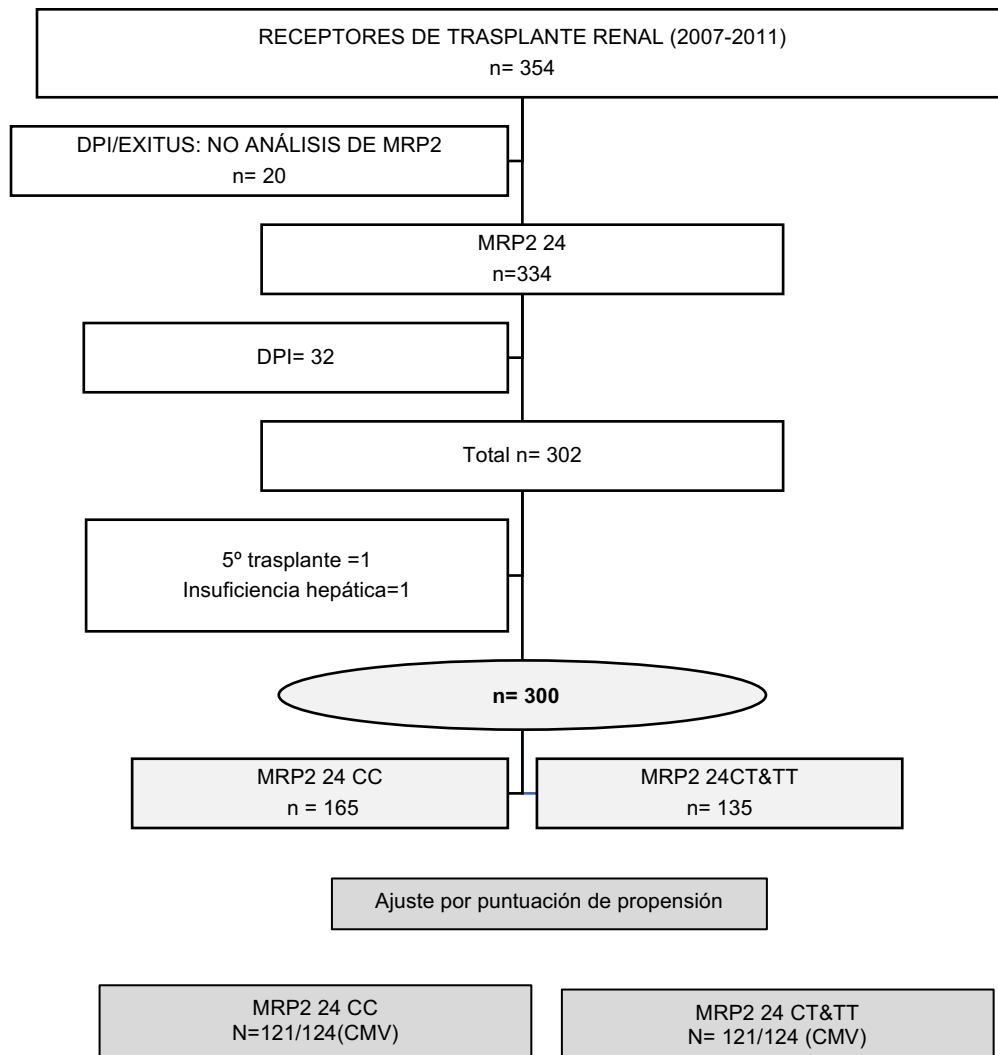 RECEPTORES DE TRASPLANTE RENAL (2007-2011)
n= 354
DPI/EXITUS: NO ANÁLISIS DE MRP2
n= 20
MRP2 24
n=334
DPI= 32
Total n= 302
5º trasplante =1
Insuficiencia hepática=1
n= 300
MRP2 24 CC
n = 165
MRP2 24CT&TT
n= 135
Ajuste por puntuación de propensión
MRP2 24 CC
N=121/124(CMV)
MRP2 24 CT&TT
N= 121/124 (CMV)